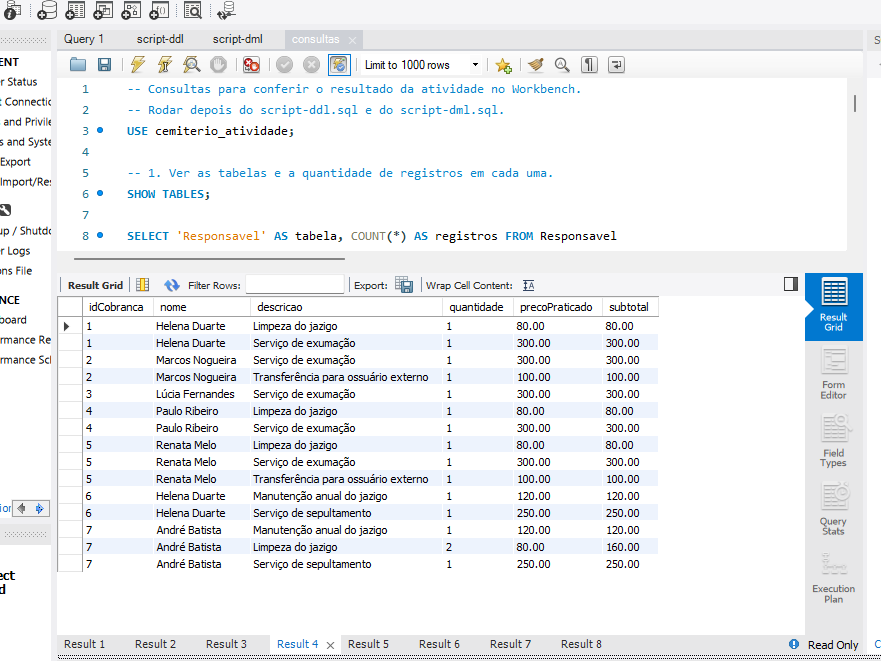 Query 1 script-ddl script-dml consultas
Limit to 1000 rows
1 -- Consultas para conferir o resultado da atividade no Workbench.
2 -- Rodar depois do script-ddl.sql e do script-dml.sql.
3 USE cemiterio_atividade;
4
5 -- 1. Ver as tabelas e a quantidade de registros em cada uma.
6 SHOW TABLES;
7
8 SELECT 'Responsavel' AS tabela, COUNT(*) AS registros FROM Responsavel
ENT
r Status
t Connectio
and Privile
s and Syste
Export
Import/Res
up / Shutdo
r Logs
ons File
NCE
board
rmance Re
rmance Sch
ior
ect
d
Result Grid Filter Rows: Export: Wrap Cell Content: IA
idCobranca nome descricao quantidade precoPraticado subtotal
1 Helena Duarte Limpeza do jazigo 1 80.00 80.00
1 Helena Duarte Serviço de exumação 1 300.00 300.00
2 Marcos Nogueira Serviço de exumação 1 300.00 300.00
2 Marcos Nogueira Transferência para ossuário externo 1 100.00 100.00
3 Lúcia Fernandes Serviço de exumação 1 300.00 300.00
4 Paulo Ribeiro Limpeza do jazigo 1 80.00 80.00
4 Paulo Ribeiro Serviço de exumação 1 300.00 300.00
5 Renata Melo Limpeza do jazigo 1 80.00 80.00
5 Renata Melo Serviço de exumação 1 300.00 300.00
5 Renata Melo Transferência para ossuário externo 1 100.00 100.00
6 Helena Duarte Manutenção anual do jazigo 1 120.00 120.00
6 Helena Duarte Serviço de sepultamento 1 250.00 250.00
7 André Batista Manutenção anual do jazigo 1 120.00 120.00
7 André Batista Limpeza do jazigo 2 80.00 160.00
7 André Batista Serviço de sepultamento 1 250.00 250.00
Result
Grid
Form
Editor
Field
Types
Query
Stats
Execution
Plan
Result 1 Result 2 Result 3 Result 4 Result 5 Result 6 Result 7 Result 8 Read Only
S
C